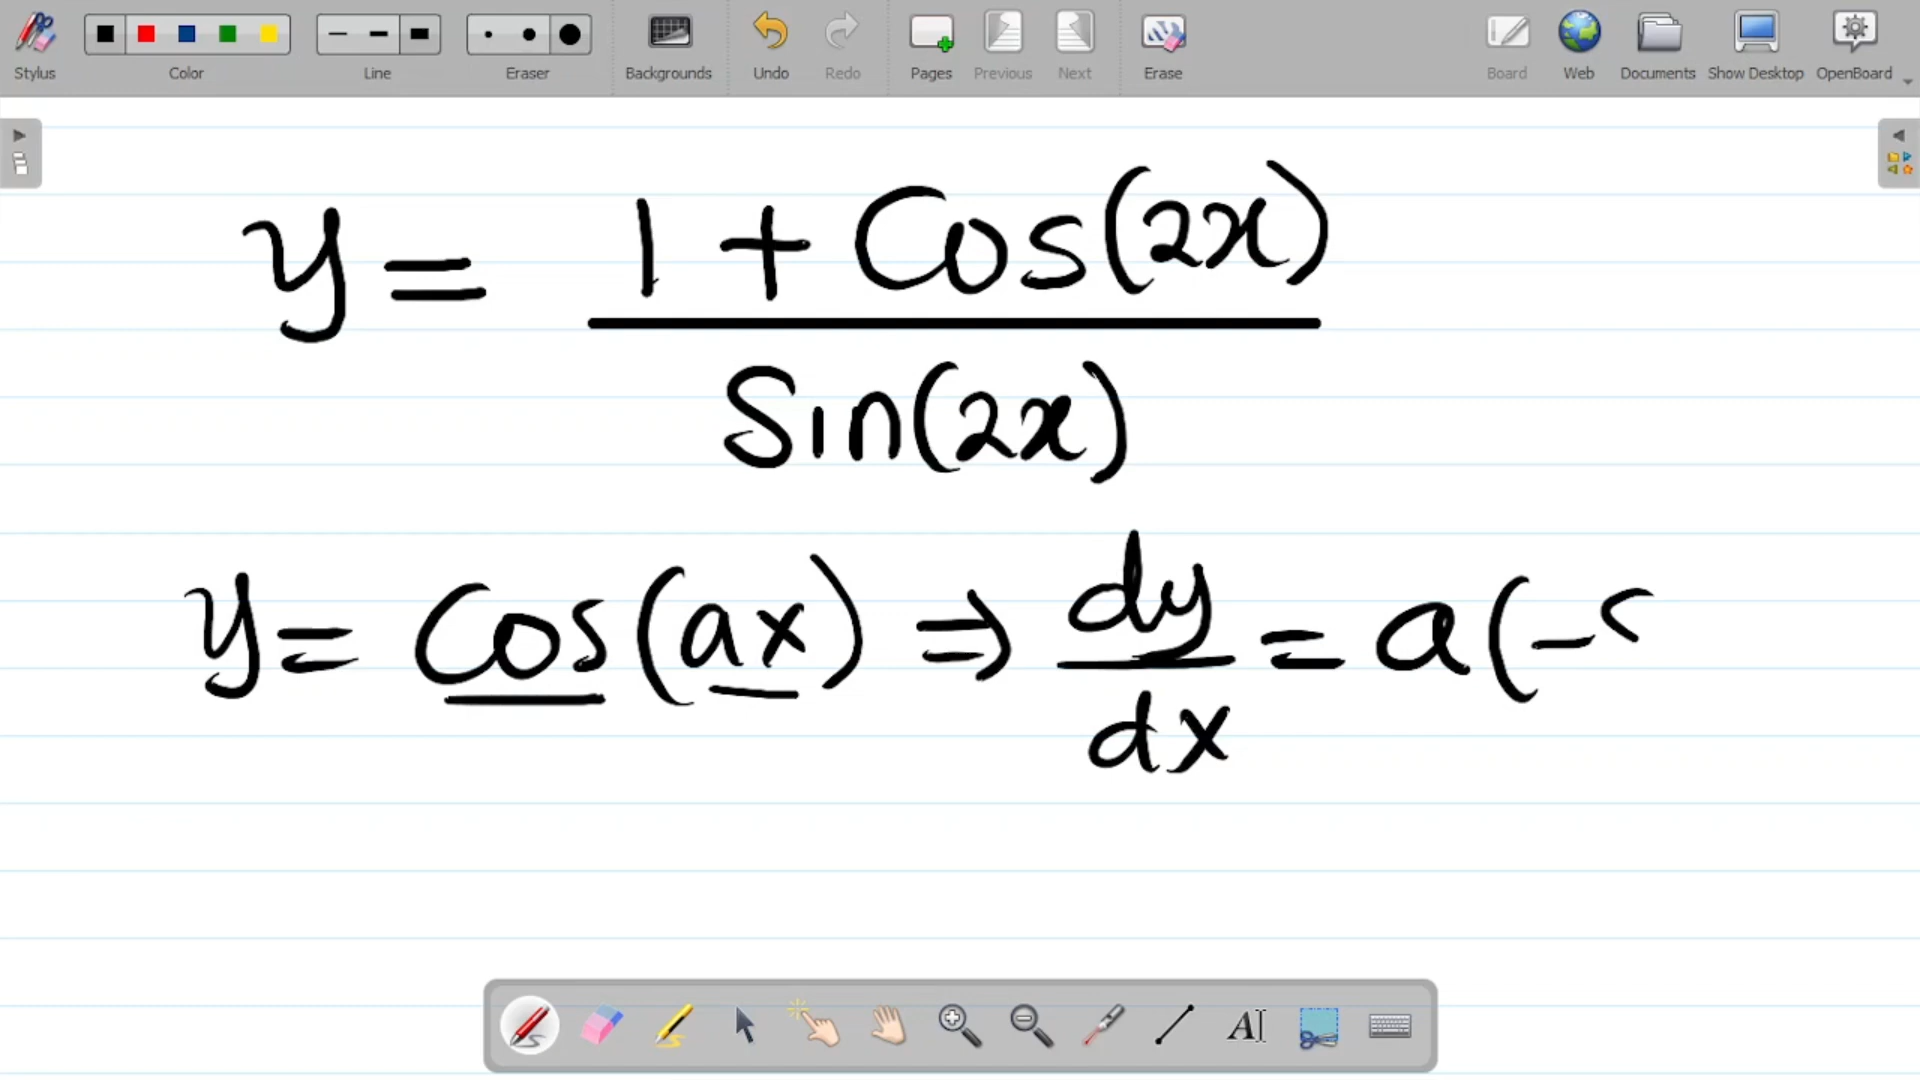 Stylus Color Line Eraser Backgrounds Undo Redo Pages Previous Next Erase Board Web Documents Show Desktop OpenBoard
y = 1 + Cos(2x)
Sin(2x)
y = Cos(ax) ⇒ dy = a(-
dx